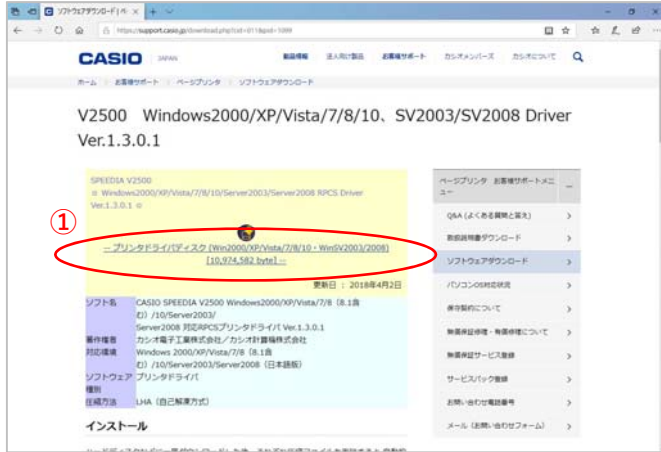 ソフトウェアダウンロード | ペ
https://support.casio.jp/download.php?cid=011&pid=1099
CASIO JAPAN 製品情報 法人向け製品 お客様サポート カシオメンバーズ カシオについて
ホーム お客様サポート ページプリンタ ソフトウェアダウンロード
V2500 Windows2000/XP/Vista/7/8/10、SV2003/SV2008 Driver
Ver.1.3.0.1
SPEEDIA V2500
¤ Windows2000/XP/Vista/7/8/10/Server2003/Server2008 RPCS Driver
Ver.1.3.0.1 ¤
①
-- プリンタドライバディスク (Win2000/XP/Vista/7/8/10・WinSV2003/2008)
[10,974,582 byte] --
更新日 : 2018年4月2日
ソフト名 CASIO SPEEDIA V2500 Windows2000/XP/Vista/7/8 (8.1含
む) /10/Server2003/
Server2008 対応RPCSプリンタドライバ Ver.1.3.0.1
著作権者 カシオ電子工業株式会社／カシオ計算機株式会社
対応環境 Windows 2000/XP/Vista/7/8 (8.1含
む) /10/Server2003/Server2008 (日本語版)
ソフトウェア プリンタドライバ
種別
圧縮方法 LHA (自己解凍方式)
インストール
ページプリンタ お客様サポートメニ
ュー
Q&A (よくある質問と答え)
取扱説明書ダウンロード
ソフトウェアダウンロード
パソコンOS対応状況
保守契約について
無償保証修理・有償修理について
無償保証サービス登録
サービスパック登録
お問い合わせ電話番号
メール (お問い合わせフォーム)